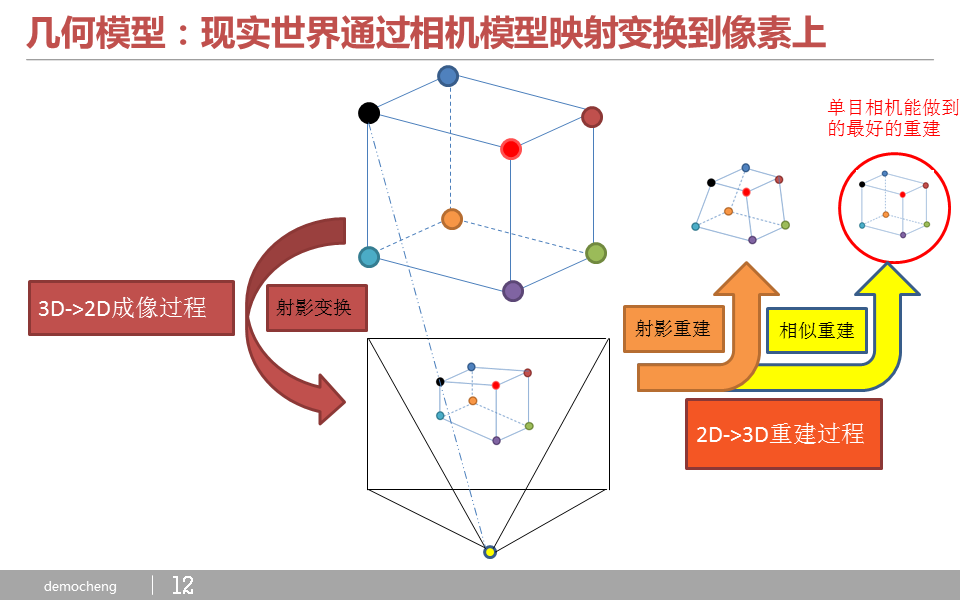 几何模型：现实世界通过相机模型映射变换到像素上
单目相机能做到
的最好的重建
3D->2D成像过程
射影变换
射影重建
相似重建
2D->3D重建过程
democheng
12